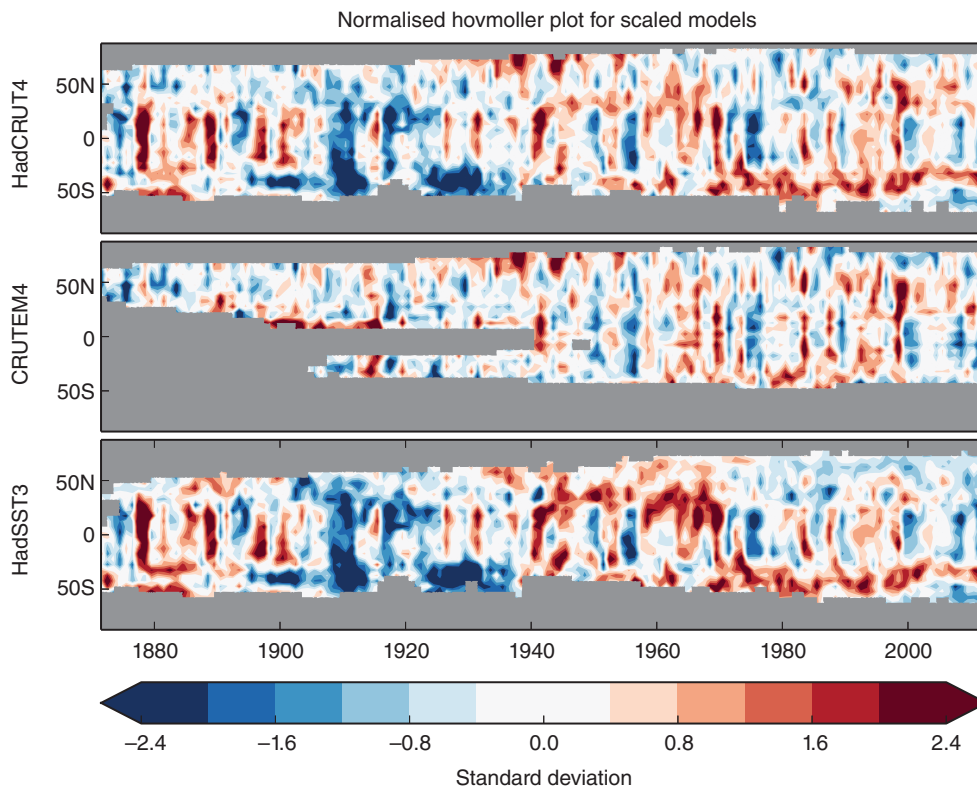 Normalised hovmoller plot for scaled models
HadCRUT4
50N
0
50S
CRUTEM4
50N
0
50S
HadSST3
50N
0
50S
1880 1900 1920 1940 1960 1980 2000
−2.4 −1.6 −0.8 0.0 0.8 1.6 2.4
Standard deviation